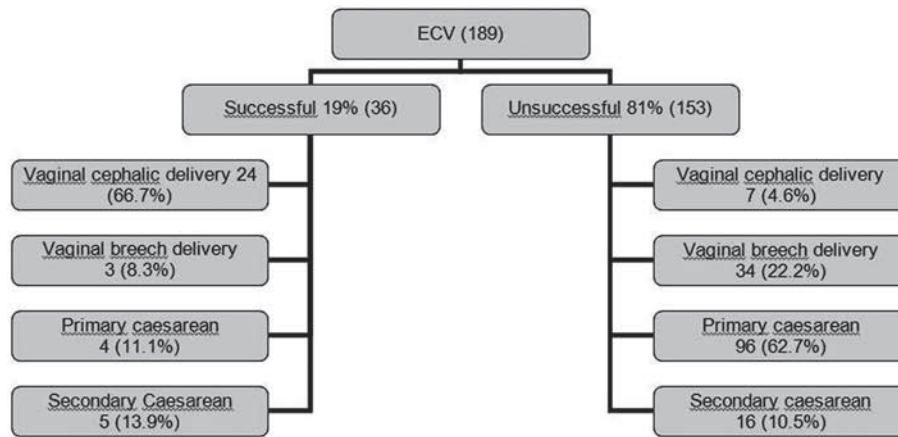 ECV (189)
Successful 19% (36)
Unsuccessful 81% (153)
Vaginal cephalic delivery 24
(66.7%)
Vaginal breech delivery
3 (8.3%)
Primary caesarean
4 (11.1%)
Secondary Caesarean
5 (13.9%)
Vaginal cephalic delivery
7 (4.6%)
Vaginal breech delivery
34 (22.2%)
Primary caesarean
96 (62.7%)
Secondary caesarean
16 (10.5%)